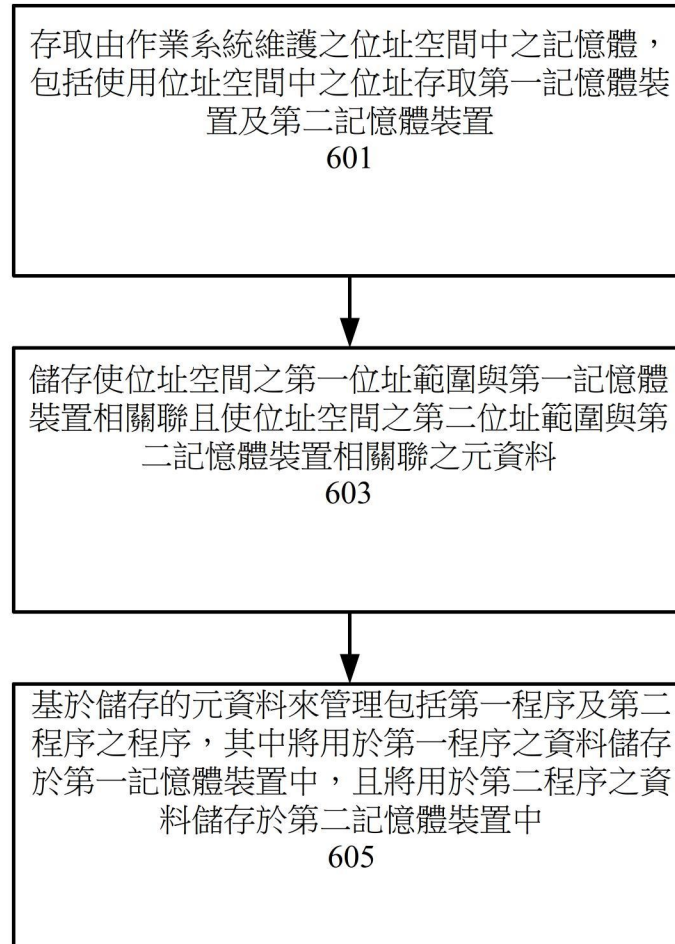 存取由作業系統維護之位址空間中之記憶體，
包括使用位址空間中之位址存取第一記憶體裝
置及第二記憶體裝置
601
儲存使位址空間之第一位址範圍與第一記憶體
裝置相關聯且使位址空間之第二位址範圍與第
二記憶體裝置相關聯之元資料
603
基於儲存的元資料來管理包括第一程序及第二
程序之程序，其中將用於第一程序之資料儲存
於第一記憶體裝置中，且將用於第二程序之資
料儲存於第二記憶體裝置中
605